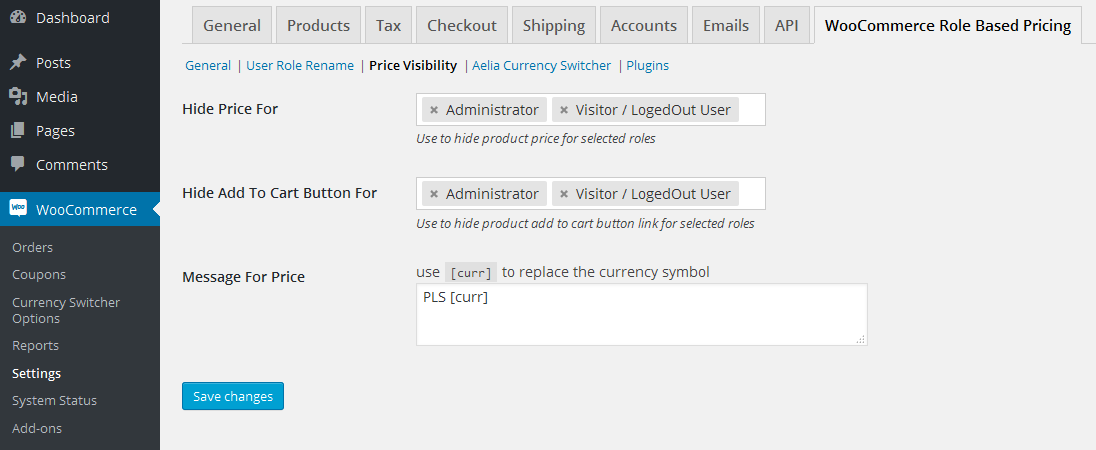 Dashboard
Posts
Media
Pages
Comments
WooCommerce
Orders
Coupons
Currency Switcher
Options
Reports
Settings
System Status
Add-ons
General Products Tax Checkout Shipping Accounts Emails API WooCommerce Role Based Pricing
General | User Role Rename | Price Visibility | Aelia Currency Switcher | Plugins
Hide Price For × Administrator × Visitor / LogedOut User
Use to hide product price for selected roles
Hide Add To Cart Button For × Administrator × Visitor / LogedOut User
Use to hide product add to cart button link for selected roles
Message For Price use [curr] to replace the currency symbol
PLS [curr]
Save changes